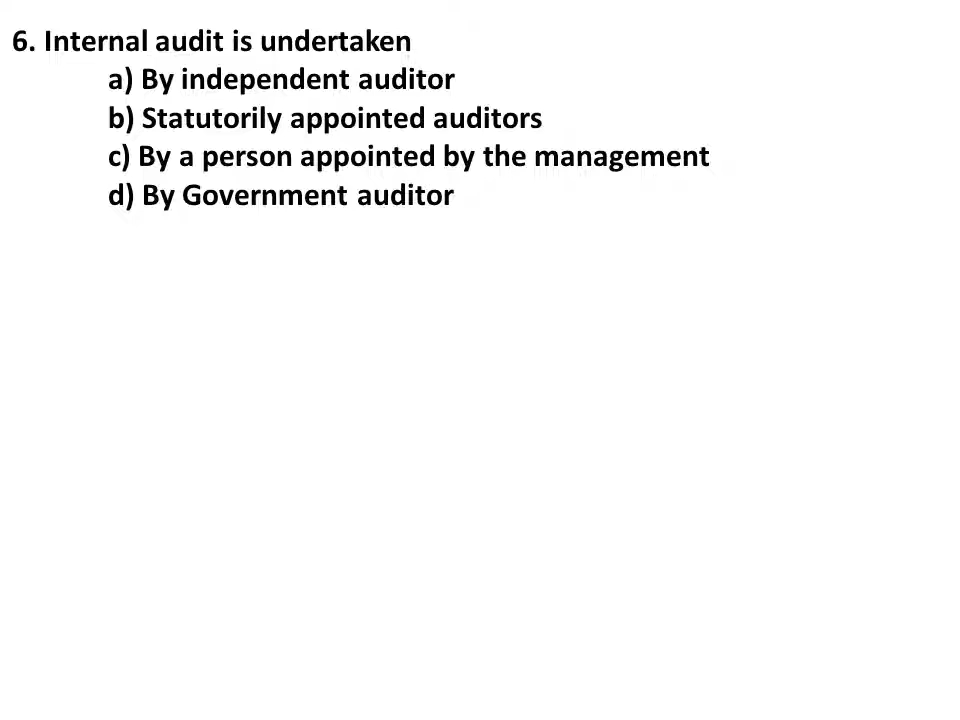 6. Internal audit is undertaken
a) By independent auditor
b) Statutorily appointed auditors
c) By a person appointed by the management
d) By Government auditor